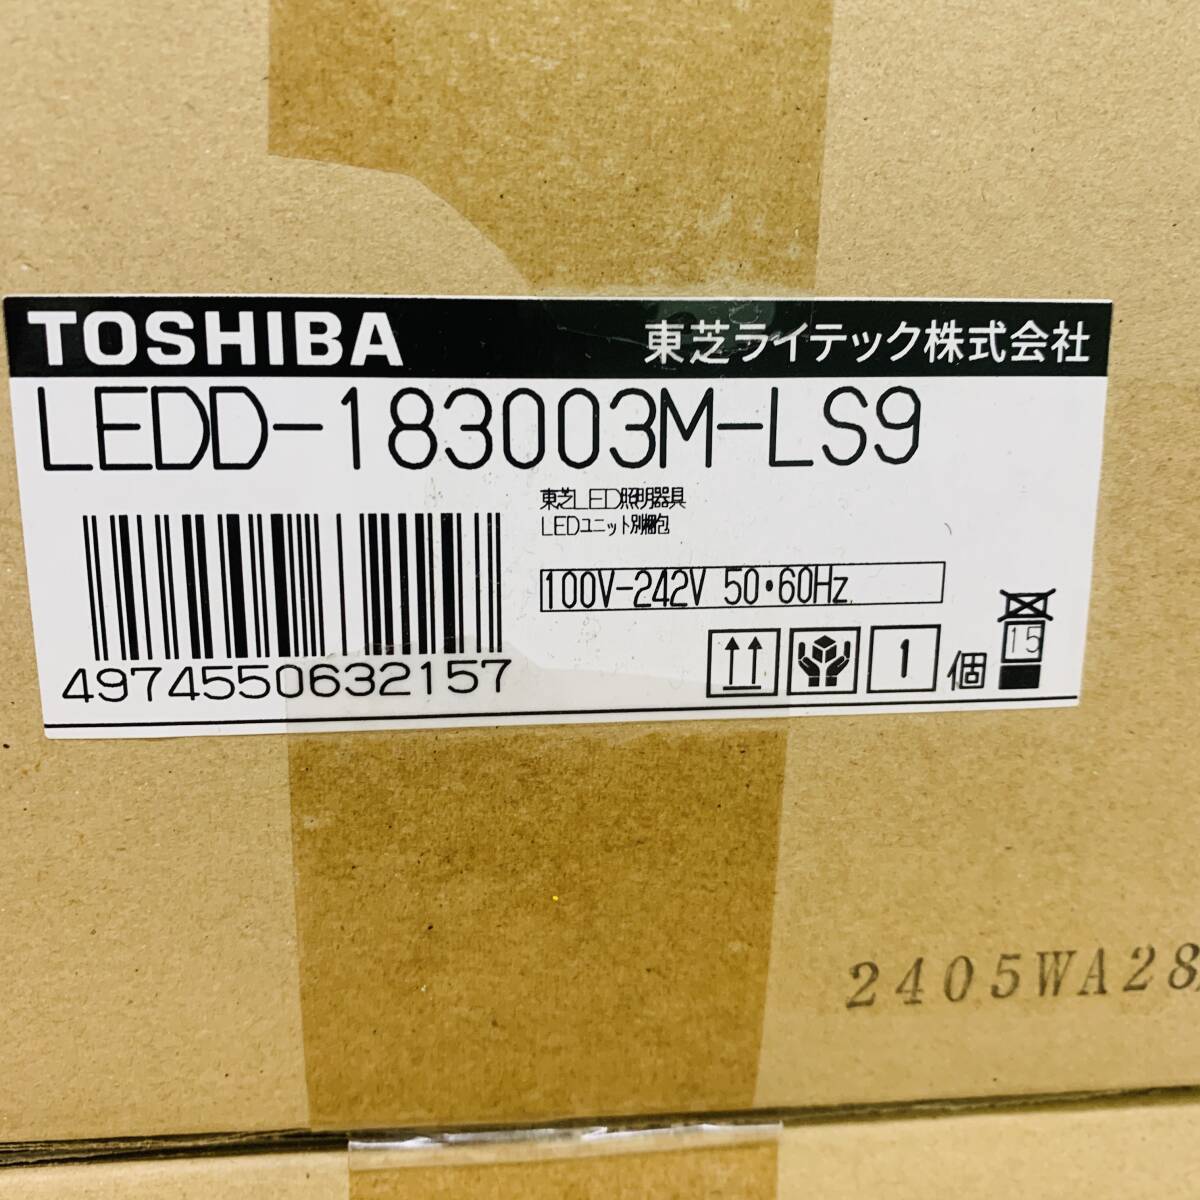 TOSHIBA 東芝ライテック株式会社
LEDD-183003M-LS9
東芝LED照明器具
LEDユニット別梱包
100V-242V 50・60Hz
4974550632157
1 個
15
2405WA28